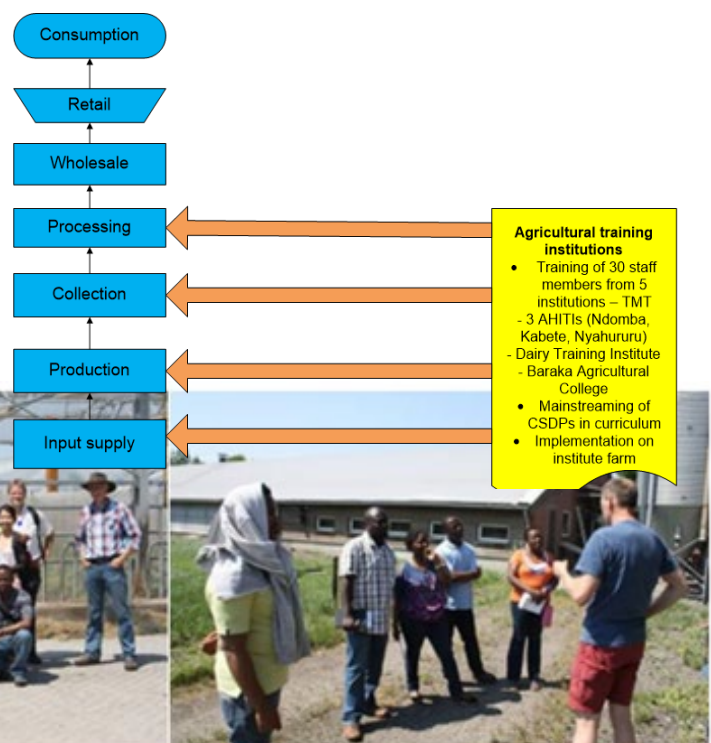 Consumption
Retail
Wholesale
Processing
Collection
Production
Input supply
Agricultural training
institutions
• Training of 30 staff
members from 5
institutions – TMT
- 3 AHITIs (Ndomba,
Kabete, Nyahururu)
- Dairy Training Institute
- Baraka Agricultural
College
• Mainstreaming of
CSDPs in curriculum
• Implementation on
institute farm